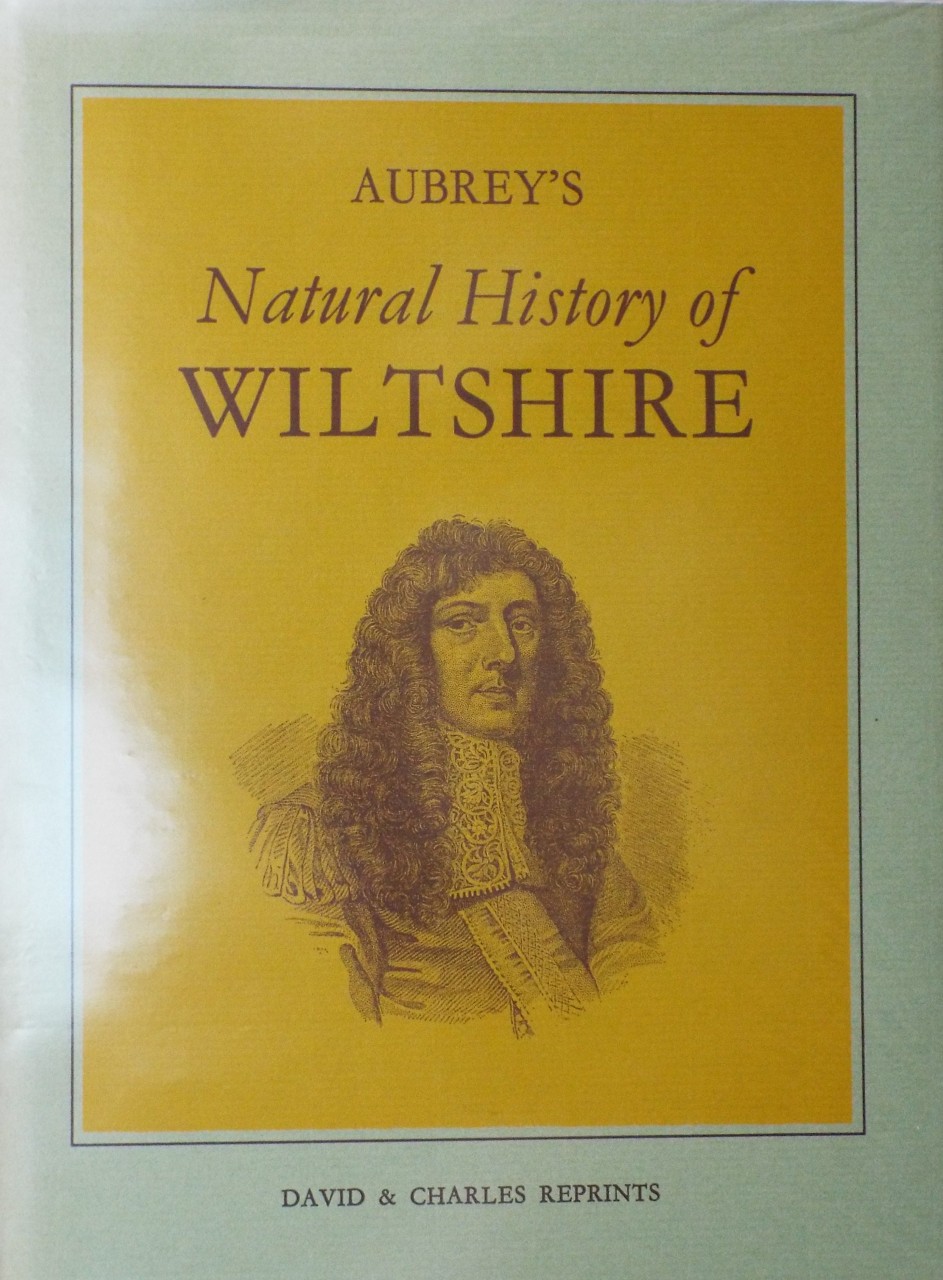 AUBREY'S
Natural History of
WILTSHIRE
DAVID & CHARLES REPRINTS